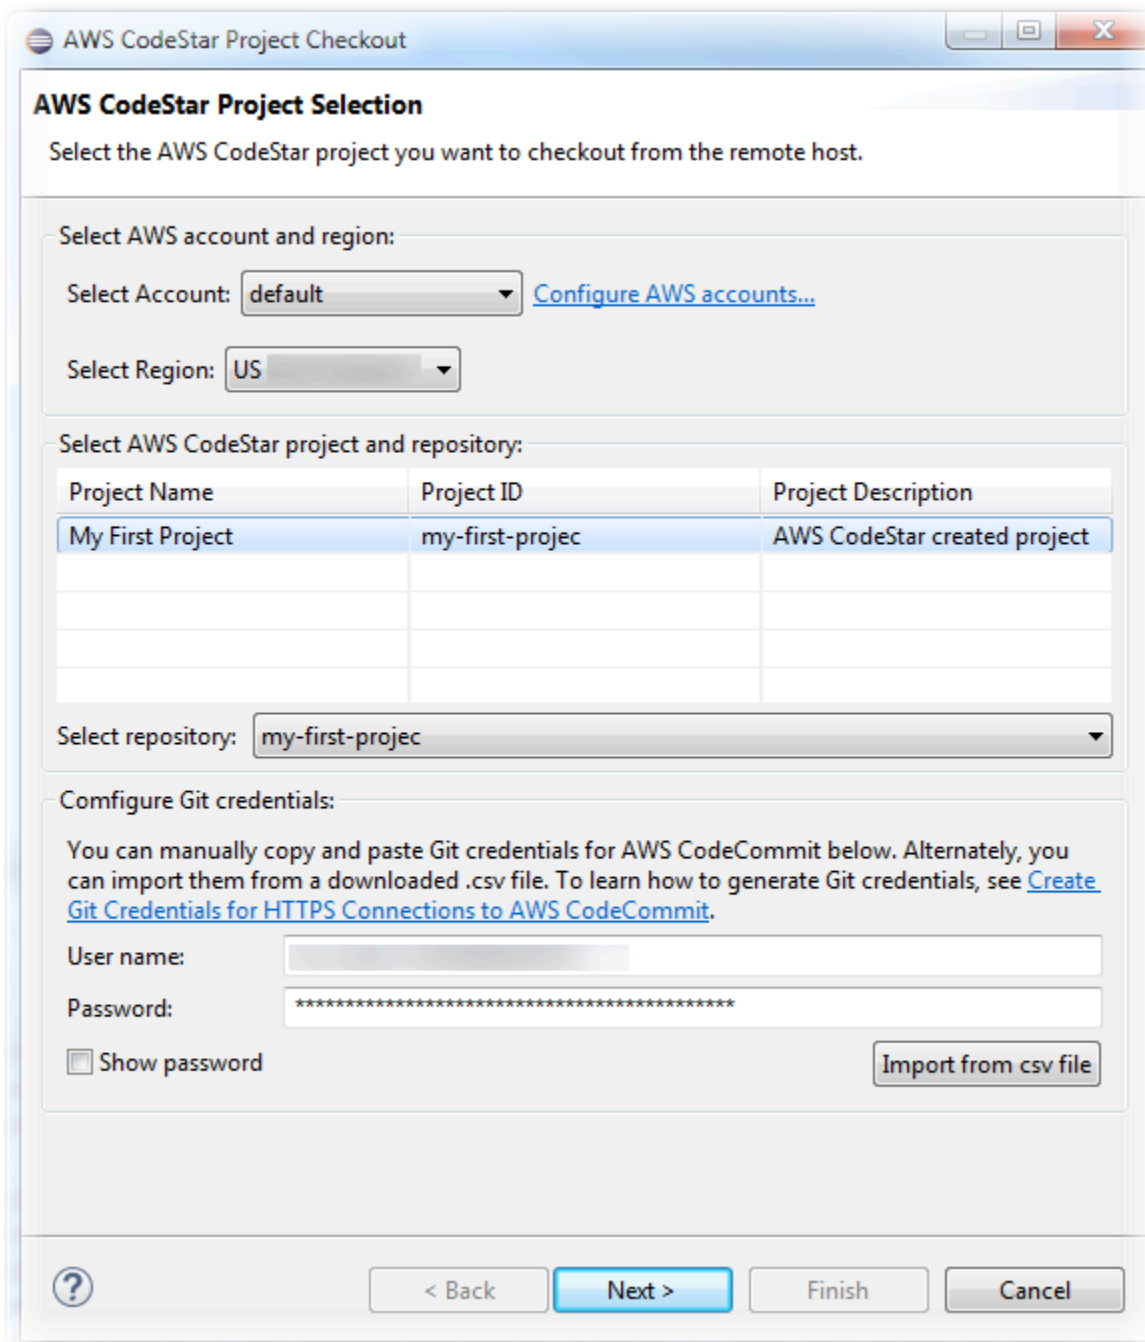 AWS CodeStar Project Checkout
AWS CodeStar Project Selection
Select the AWS CodeStar project you want to checkout from the remote host.
Select AWS account and region:
Select Account: default Configure AWS accounts...
Select Region: US
Select AWS CodeStar project and repository:
Project Name Project ID Project Description
My First Project my-first-projec AWS CodeStar created project
Select repository: my-first-projec
Comfigure Git credentials:
You can manually copy and paste Git credentials for AWS CodeCommit below. Alternately, you
can import them from a downloaded .csv file. To learn how to generate Git credentials, see Create
Git Credentials for HTTPS Connections to AWS CodeCommit.
User name:
Password: ********************************************
Show password Import from csv file
? < Back Next > Finish Cancel